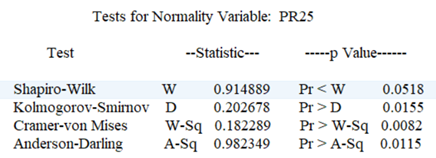 Tests for Normality Variable: PR25
Test --Statistic--- -----p Value------
Shapiro-Wilk W 0.914889 Pr < W 0.0518
Kolmogorov-Smirnov D 0.202678 Pr > D 0.0155
Cramer-von Mises W-Sq 0.182289 Pr > W-Sq 0.0082
Anderson-Darling A-Sq 0.982349 Pr > A-Sq 0.0115